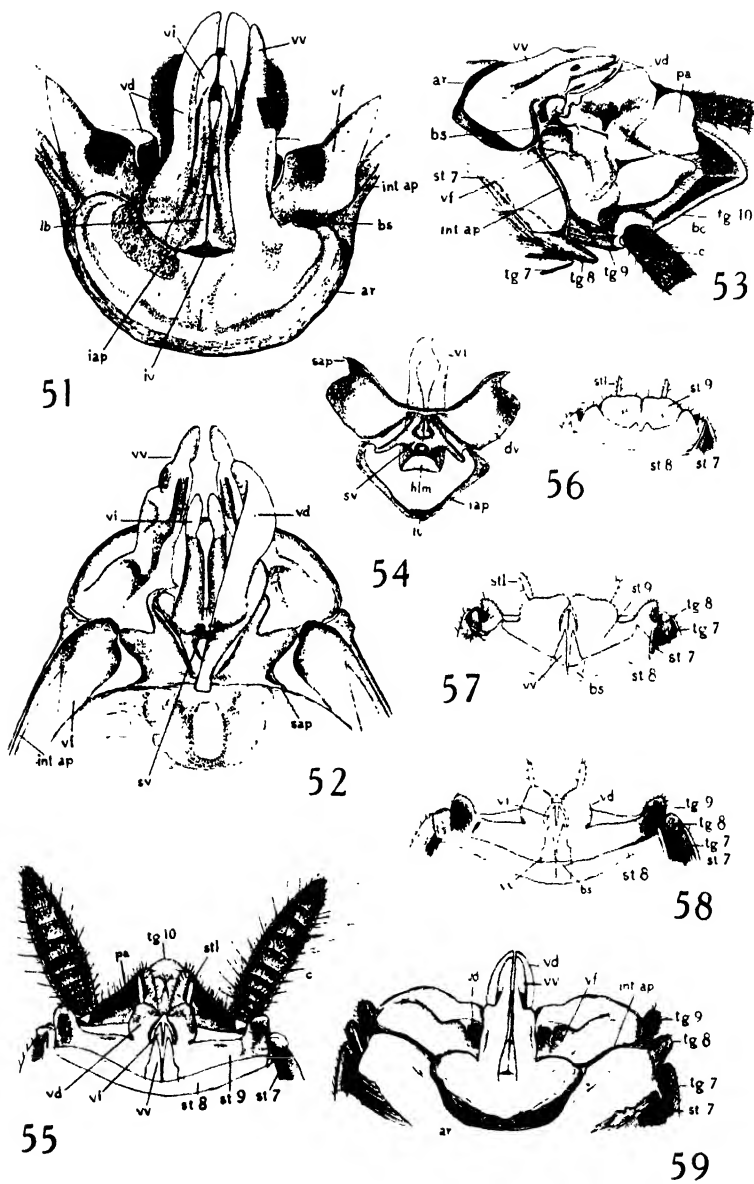 vi
vv
vd
vf
int ap
lb
bs
ar
iap
iv
51
vv
vd
ar
pa
bs
st 7
vf
int ap
tg 10
bc
c
tg 7
tg 8
tg 9
53
sap
vi
dv
sv
hlm
iap
iv
54
stl
st 9
st 8
st 7
56
vv
vi
vd
vf
int ap
sv
sap
52
stl
st 9
tg 8
tg 7
st 7
st 8
vv
bs
57
vi
vd
tg 9
tg 8
tg 7
st 7
st 8
bs
58
tg 10
pa
stl
c
vd
vi
vv
st 8
st 9
st 7
55
vd
vv
vf
int ap
tg 9
tg 8
tg 7
st 7
ar
59